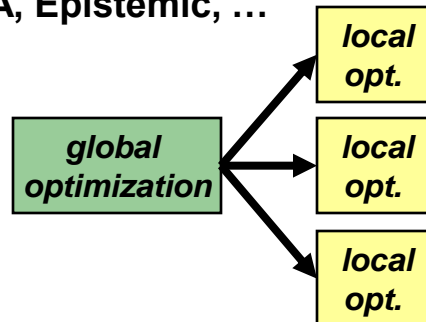 A, Epistemic, …
local
opt.
global
optimization
local
opt.
local
opt.